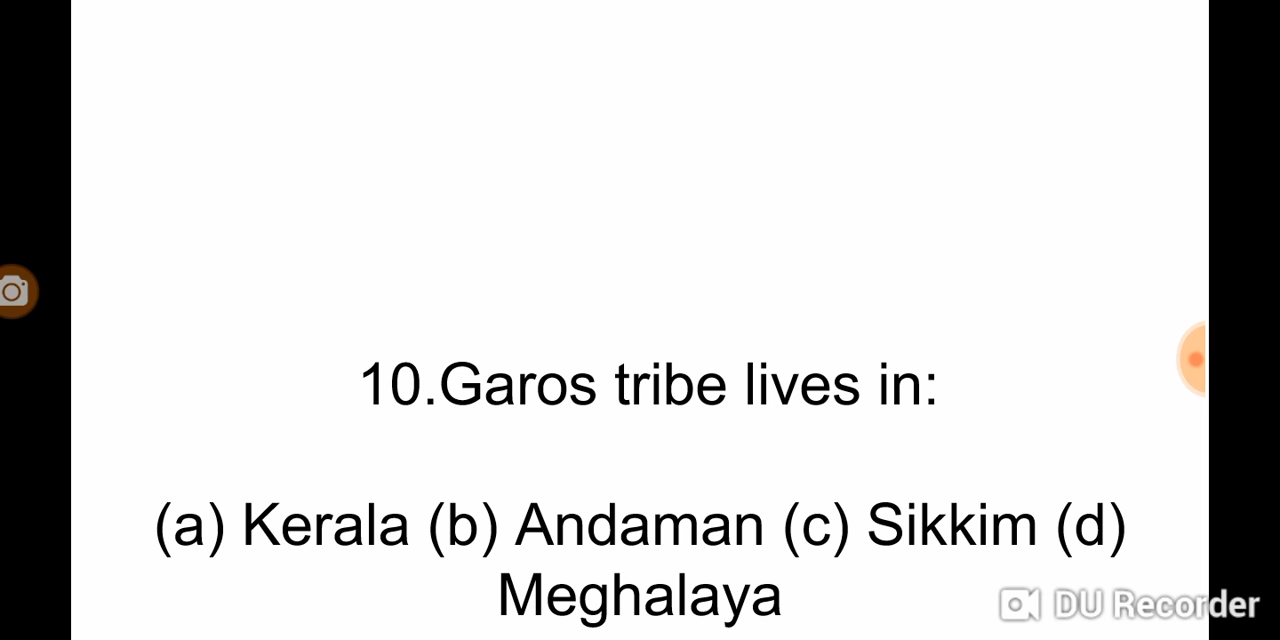 10.Garos tribe lives in:
(a) Kerala (b) Andaman (c) Sikkim (d)
Meghalaya
DU Recorder